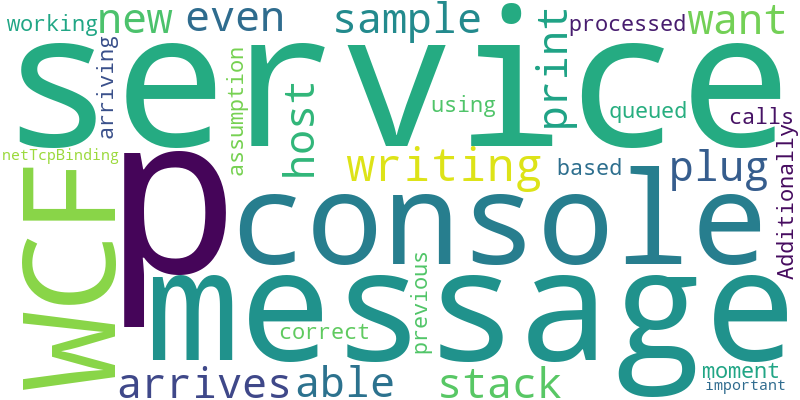 working
new
even
sample
processed
want
service
arriving
print
using
queued
calls
assumption
host
netTcpBinding
writing
based
plug
p
console
WCF
Additionally
message
previous
correct
arrives
able
stack
moment
important